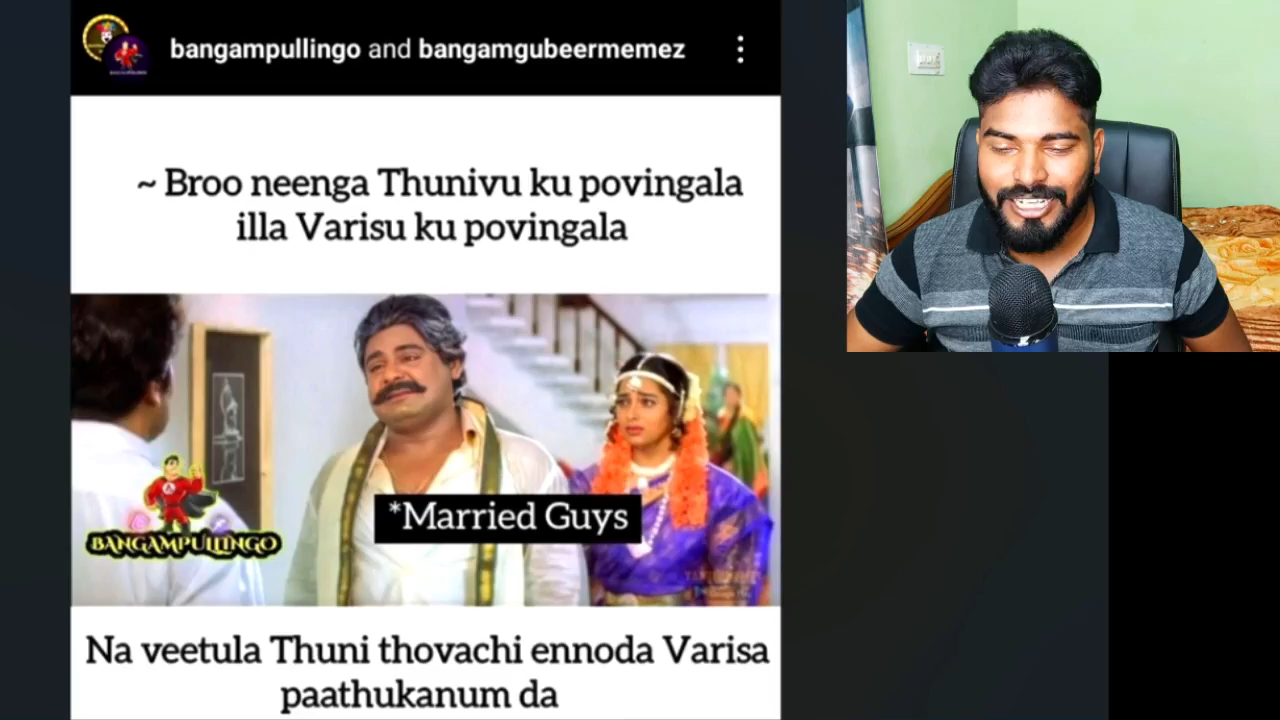 bangampullingo and bangamgubeermemez
~ Broo neenga Thunivu ku povingala
illa Varisu ku povingala
*Married Guys
BANGAMPULLINGO
Na veetula Thuni thovachi ennoda Varisa
paathukanum da